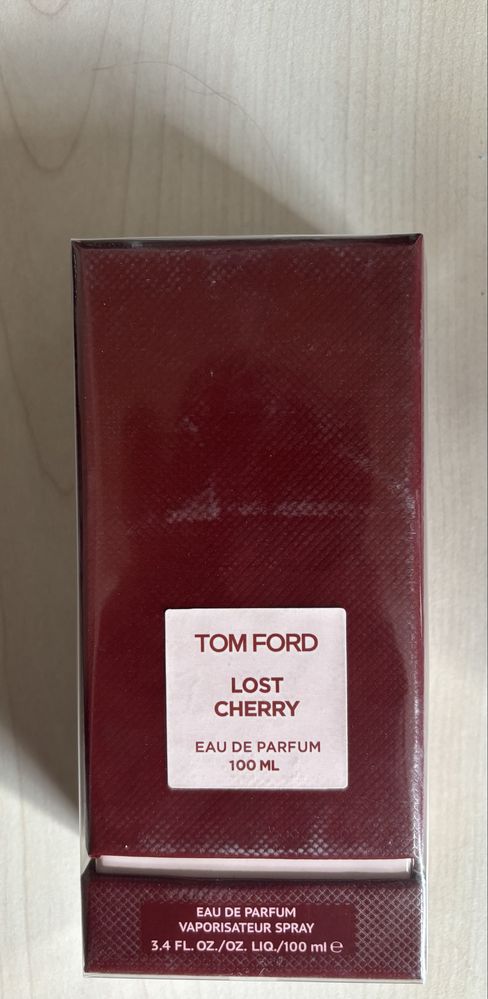 TOM FORD
LOST
CHERRY
EAU DE PARFUM
100 ML
EAU DE PARFUM
VAPORISATEUR SPRAY
3.4 FL. OZ./OZ. LIQ./100 ml ℮